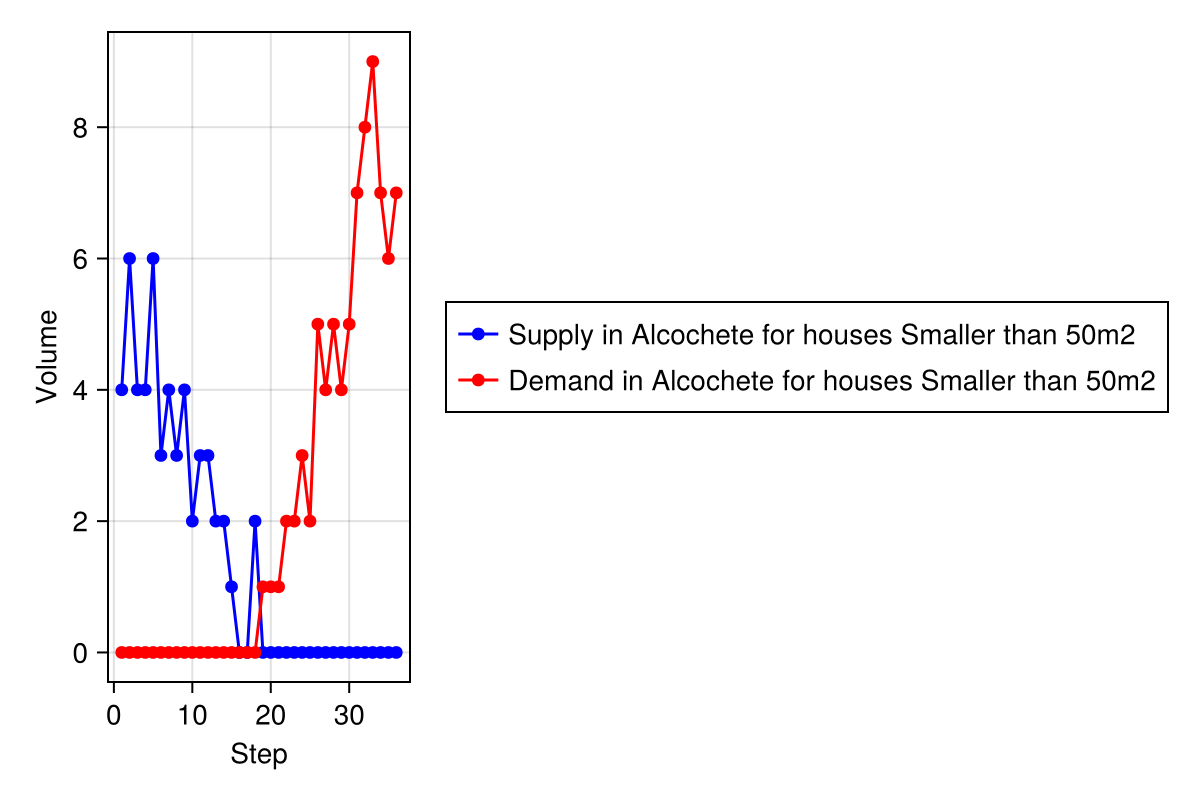 Volume
8
6
4
2
0
0 10 20 30
Step
Supply in Alcochete for houses Smaller than 50m2
Demand in Alcochete for houses Smaller than 50m2